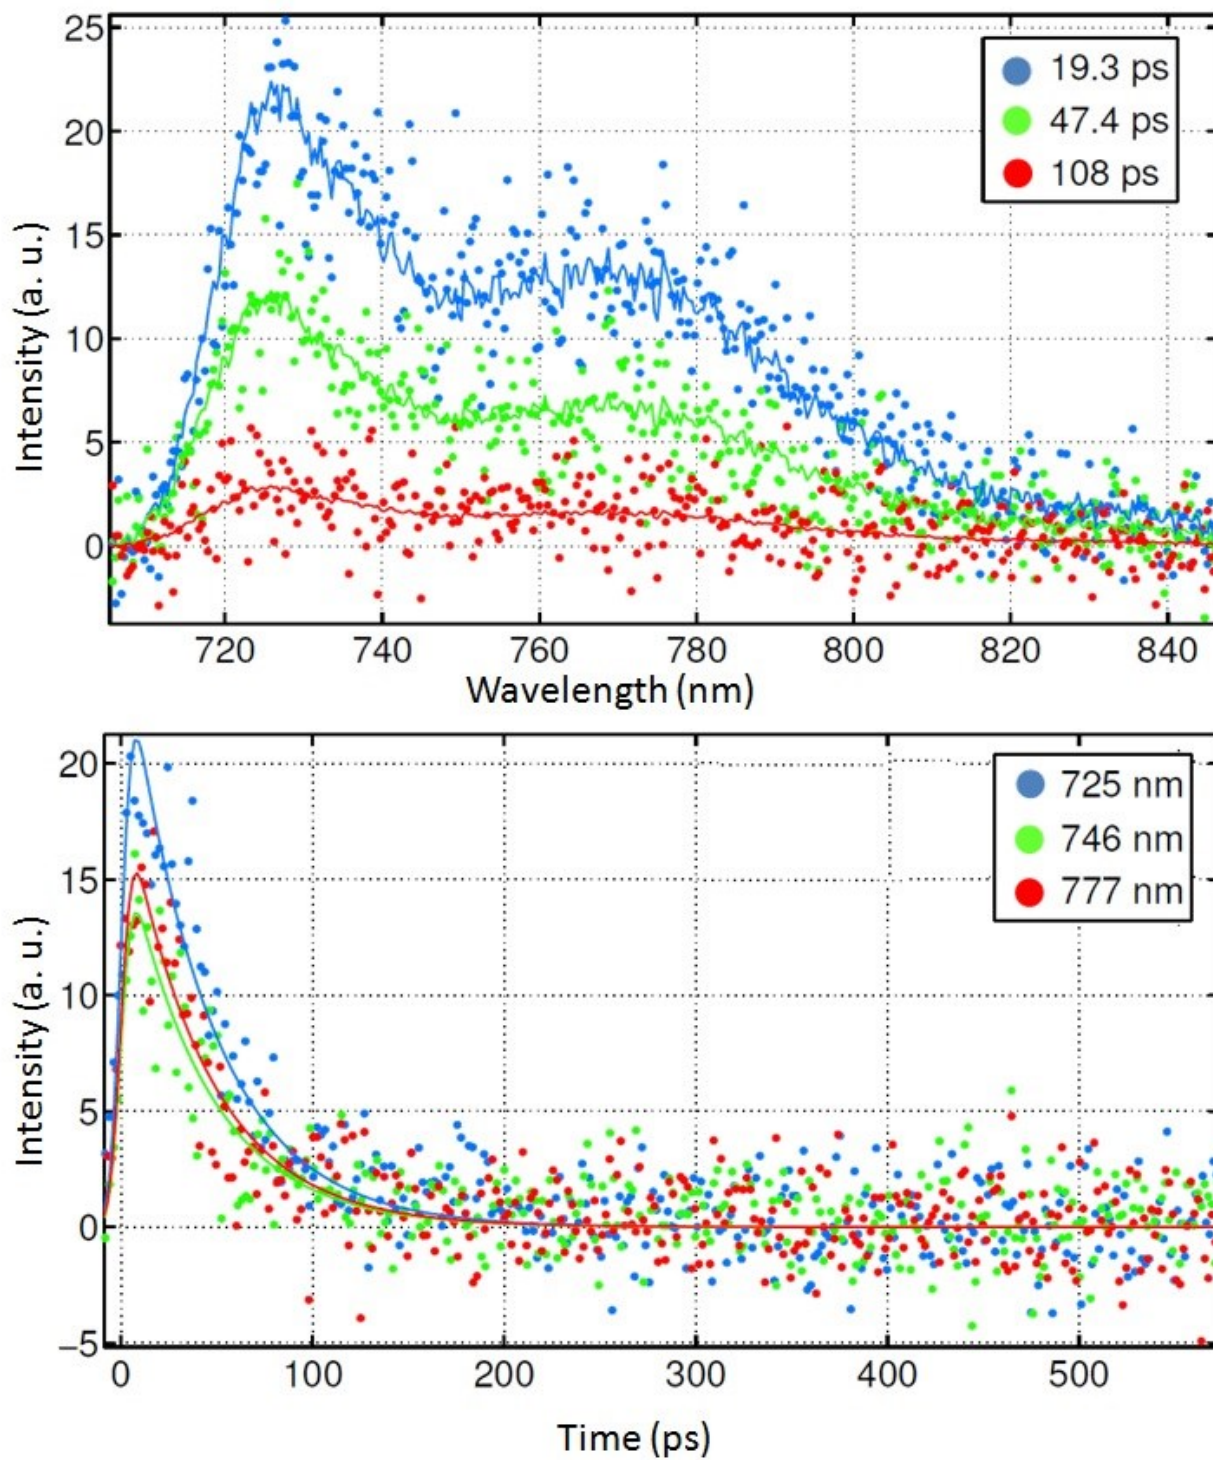 25
20
15
10
5
0
Intensity (a. u.)
19.3 ps
47.4 ps
108 ps
720 740 760 780 800 820 840
Wavelength (nm)
20
15
10
5
0
−5
Intensity (a. u.)
725 nm
746 nm
777 nm
0 100 200 300 400 500
Time (ps)